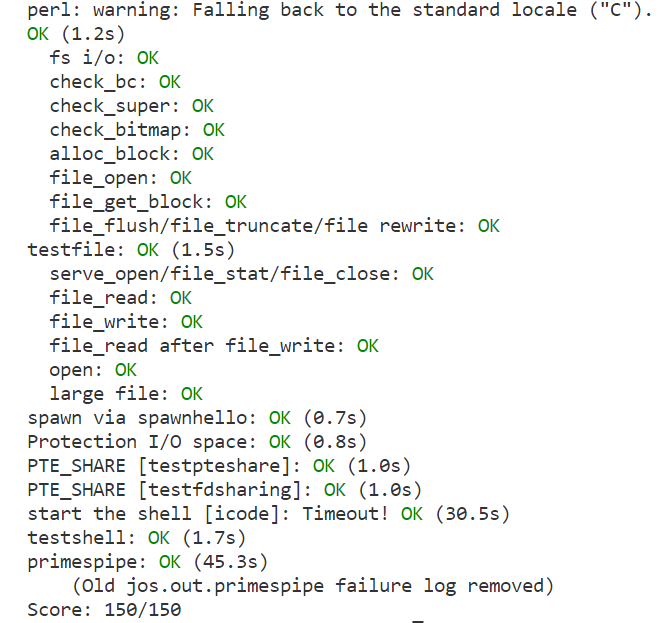 perl: warning: Falling back to the standard locale ("C").
OK (1.2s)
fs i/o: OK
check_bc: OK
check_super: OK
check_bitmap: OK
alloc_block: OK
file_open: OK
file_get_block: OK
file_flush/file_truncate/file rewrite: OK
testfile: OK (1.5s)
serve_open/file_stat/file_close: OK
file_read: OK
file_write: OK
file_read after file_write: OK
open: OK
large file: OK
spawn via spawnhello: OK (0.7s)
Protection I/O space: OK (0.8s)
PTE_SHARE [testpteshare]: OK (1.0s)
PTE_SHARE [testfdsharing]: OK (1.0s)
start the shell [icode]: Timeout! OK (30.5s)
testshell: OK (1.7s)
primespipe: OK (45.3s)
(Old jos.out.primespipe failure log removed)
Score: 150/150